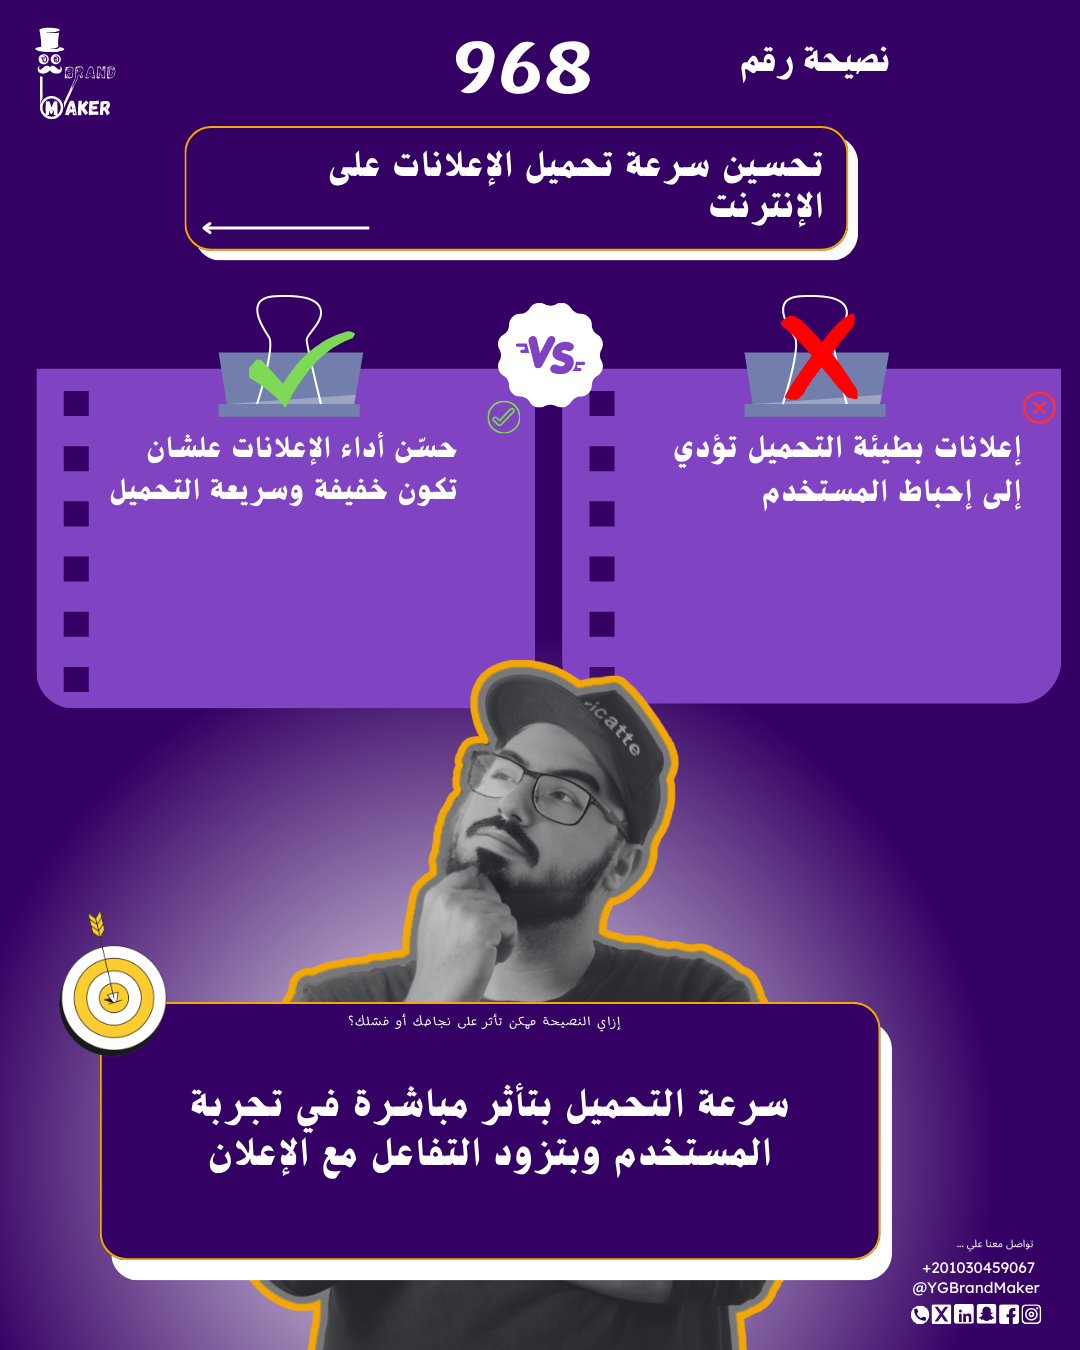 BRAND
MAKER
نصيحة رقم
968
تحسين سرعة تحميل الإعلانات على
الإنترنت
VS
إعلانات بطيئة التحميل تؤدي
إلى إحباط المستخدم
حسّن أداء الإعلانات علشان
تكون خفيفة وسريعة التحميل
icatte
إزاي النصيحة ممكن تأثر على نجاحك أو فشلك؟
سرعة التحميل بتأثر مباشرة في تجربة
المستخدم وبتزود التفاعل مع الإعلان
تواصل معنا علي ...
+201030459067
@YGBrandMaker